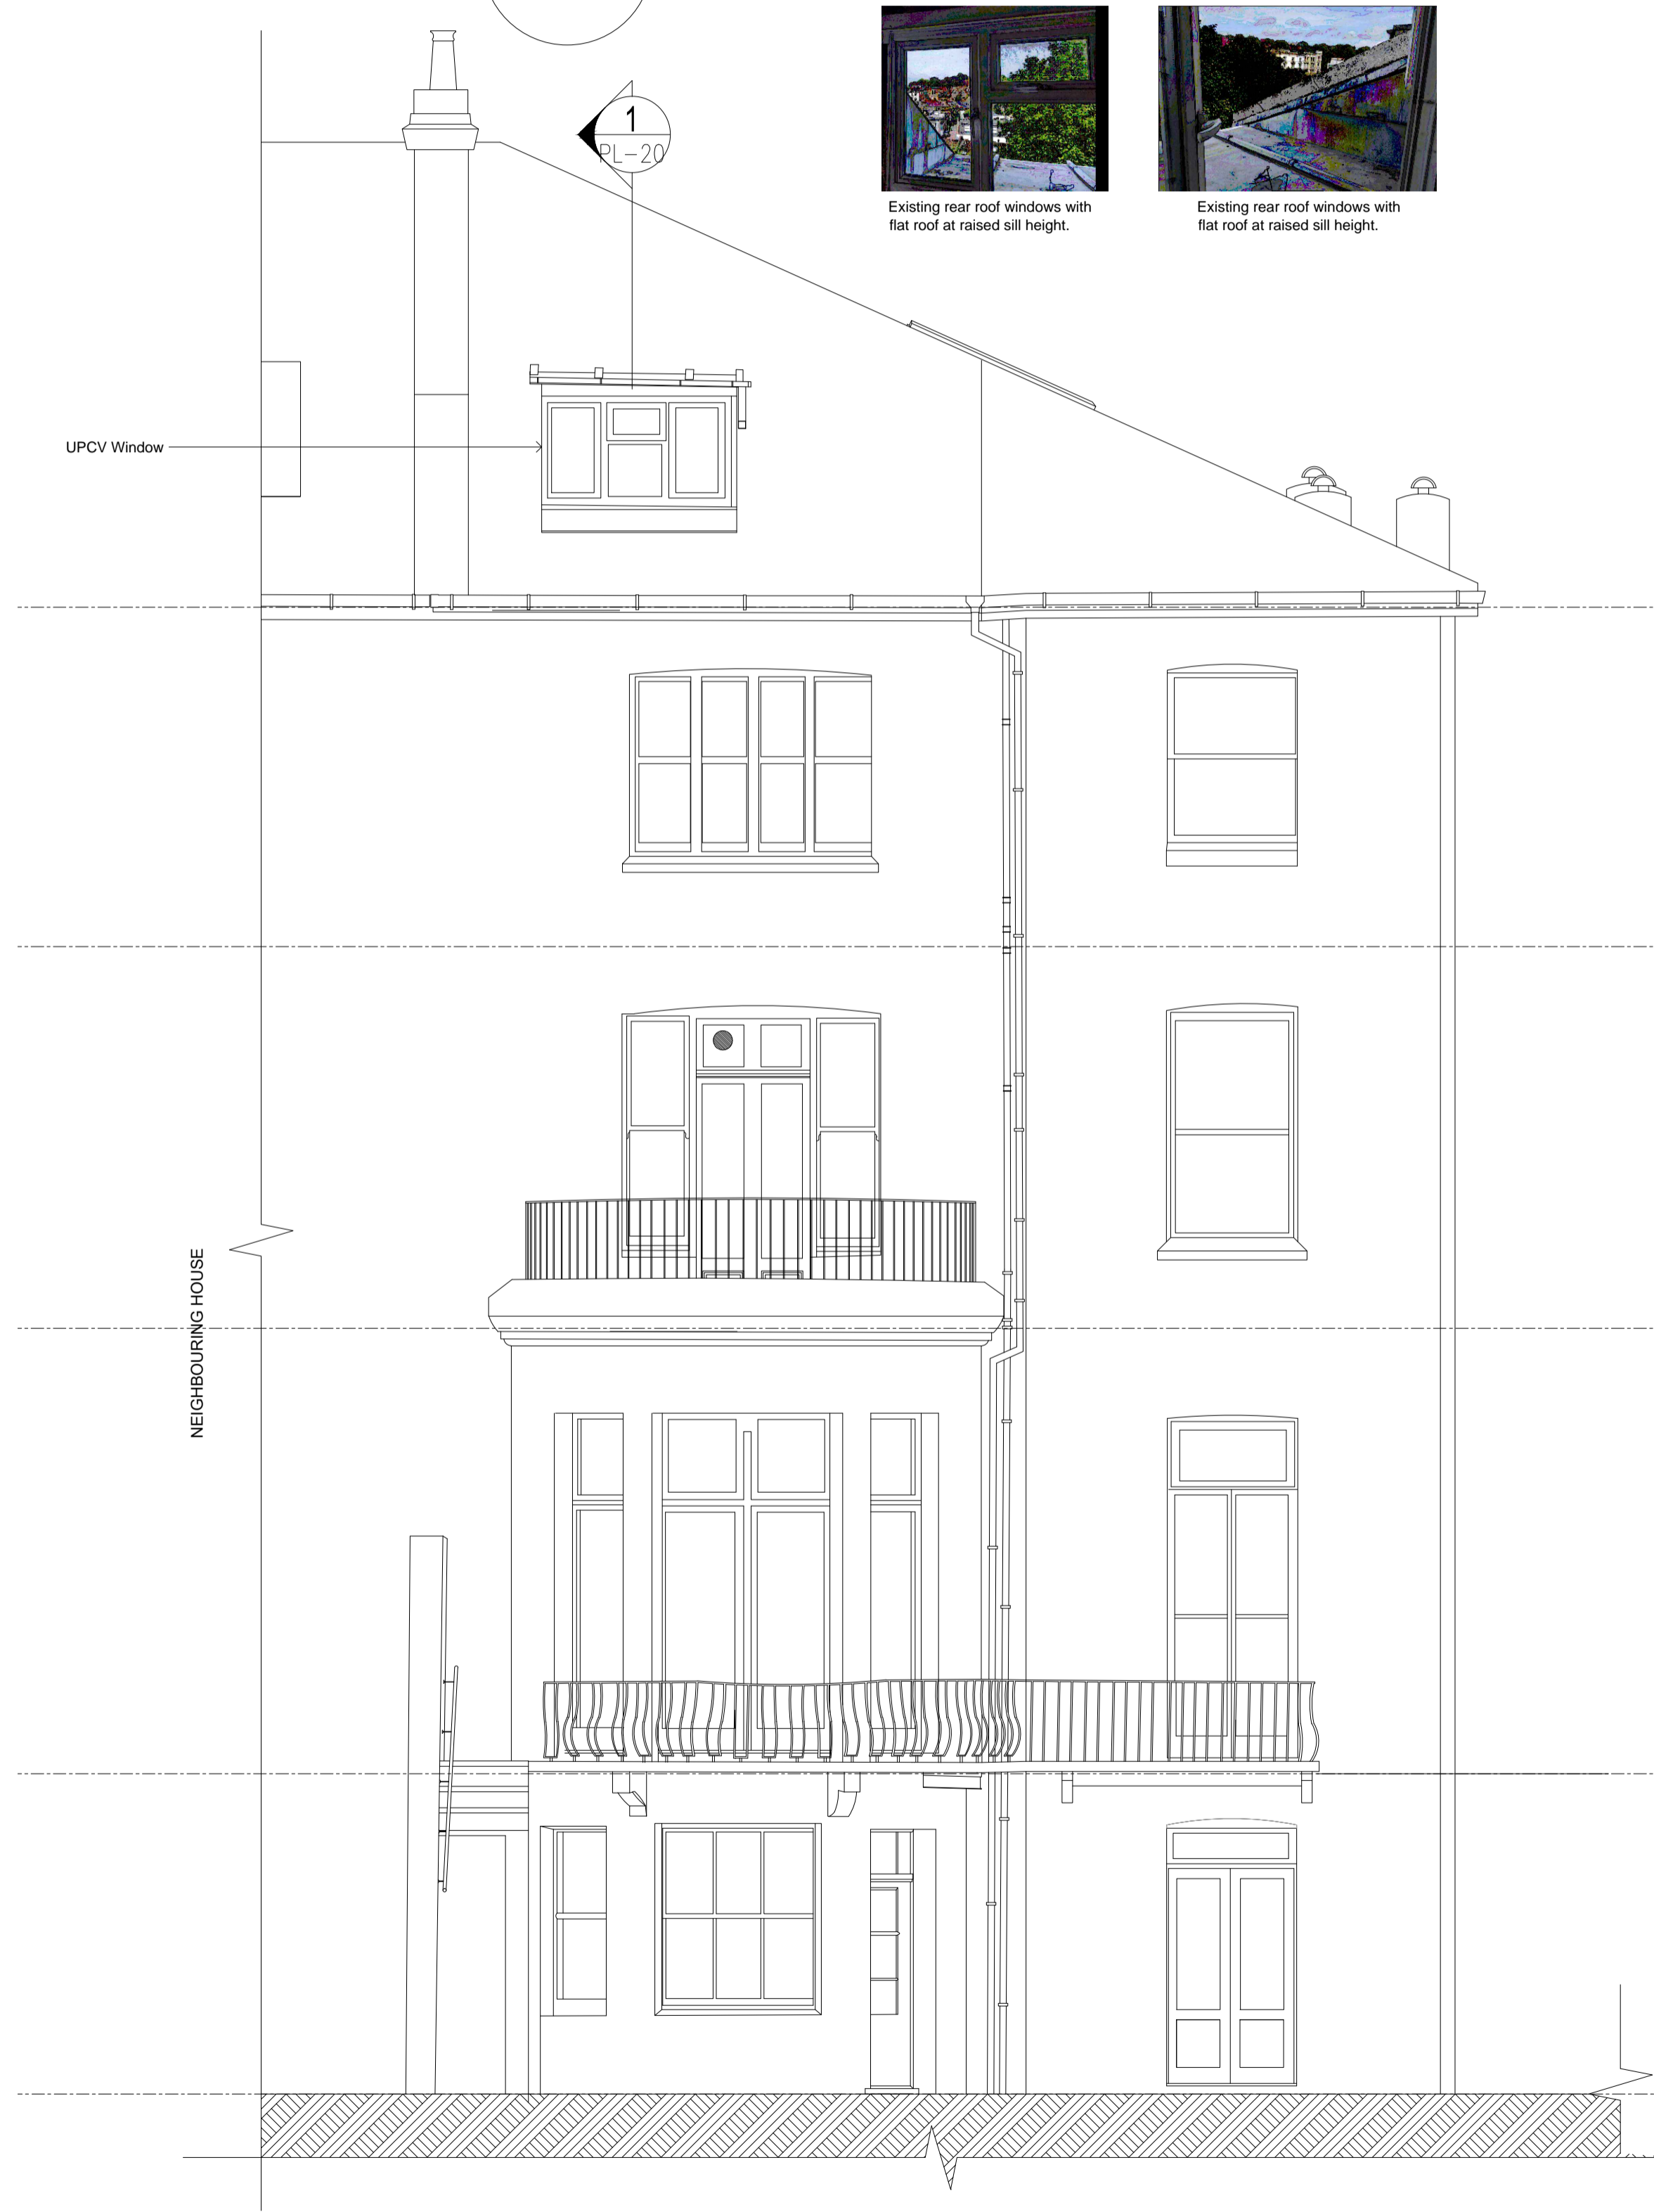 1
PL-20
Existing rear roof windows with
flat roof at raised sill height.
Existing rear roof windows with
flat roof at raised sill height.
UPCV Window
NEIGHBOURING HOUSE